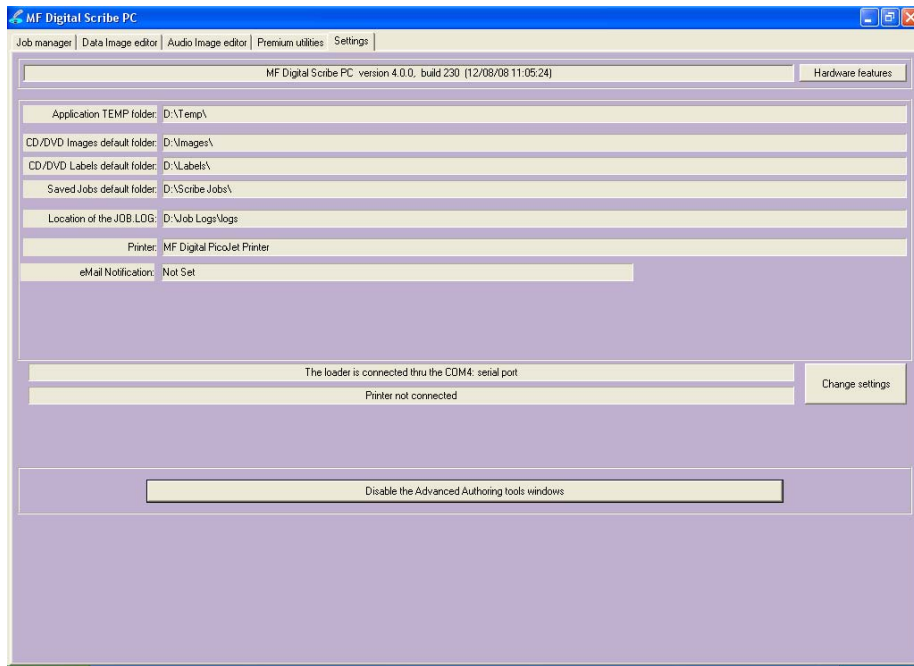 MF Digital Scribe PC
Job manager Data Image editor Audio Image editor Premium utilities Settings
MF Digital Scribe PC version 4.0.0, build 230 (12/08/08 11:05:24) Hardware features
Application TEMP folder: D:\Temp\
CD/DVD Images default folder: D:\Images\
CD/DVD Labels default folder: D:\Labels\
Saved Jobs default folder: D:\Scribe Jobs\
Location of the JOB.LOG: D:\Job Logs\logs
Printer: MF Digital PicoJet Printer
eMail Notification: Not Set
The loader is connected thru the COM4: serial port
Change settings
Printer not connected
Disable the Advanced Authoring tools windows